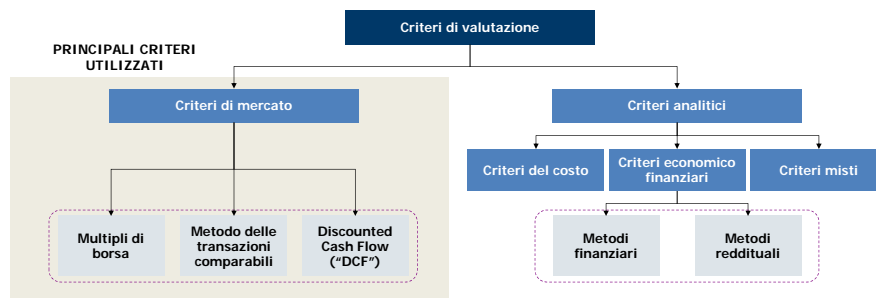 Criteri di valutazione
PRINCIPALI CRITERI
UTILIZZATI
Criteri di mercato
Criteri analitici
Criteri del costo
Criteri economico
finanziari
Criteri misti
Multipli di
borsa
Metodo delle
transazioni
comparabili
Discounted
Cash Flow
(“DCF”)
Metodi
finanziari
Metodi
reddituali